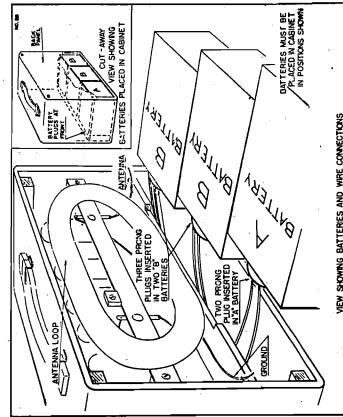 BACK
PANEL
BATTERY
PLUGS AT
FRONT
B
B
A
CUT-AWAY
VIEW SHOWING
BATTERIES PLACED IN CABINET
ANTENNA LOOP
ANTENNA
THREE PRONG
PLUGS INSERTED
IN TWO "B"
BATTERIES
TWO PRONG
PLUG INSERTED
IN "A" BATTERY
GROUND
BATTERY
B
BATTERY
B
BATTERY
A
BATTERIES MUST BE
PLACED IN CABINET
IN POSITIONS SHOWN
VIEW SHOWING BATTERIES AND WIRE CONNECTIONS